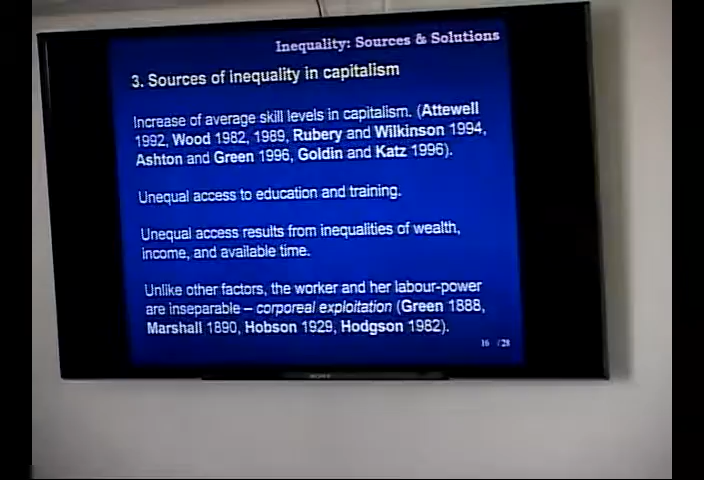 Inequality: Sources & Solutions
3. Sources of inequality in capitalism
Increase of average skill levels in capitalism. (Attewell
1992, Wood 1982, 1989, Rubery and Wilkinson 1994,
Ashton and Green 1996, Goldin and Katz 1996).
Unequal access to education and training.
Unequal access results from inequalities of wealth,
income, and available time.
Unlike other factors, the worker and her labour-power
are inseparable – corporeal exploitation (Green 1888,
Marshall 1890, Hobson 1929, Hodgson 1982).
16 /28
SONY